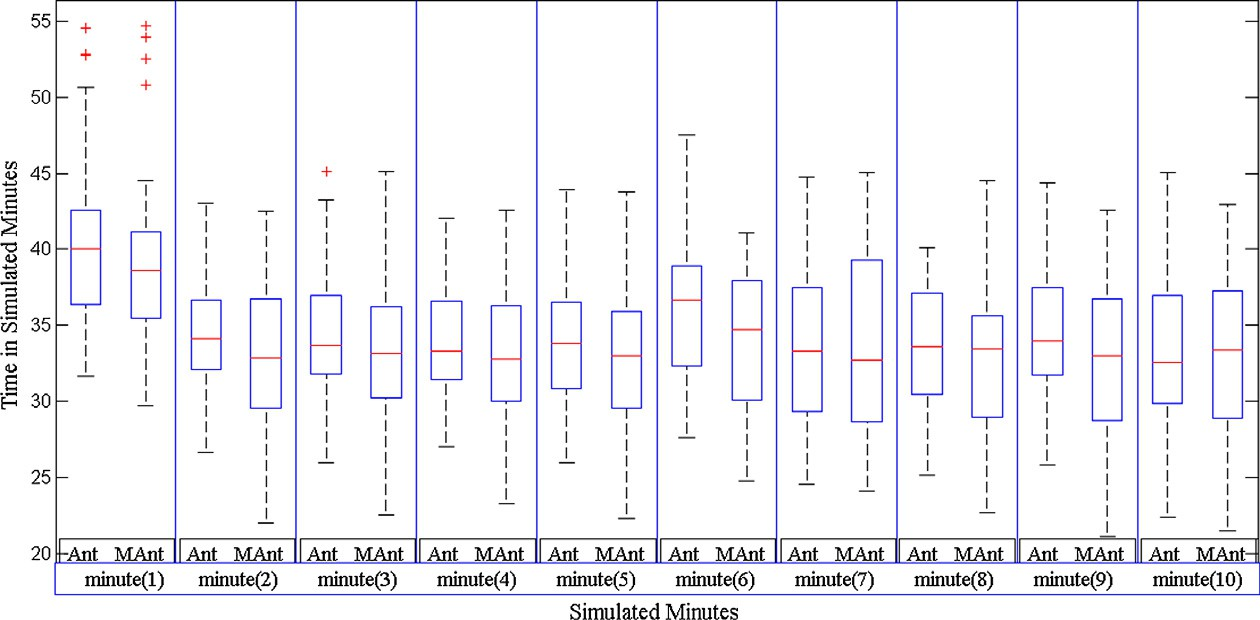 Time in Simulated Minutes
55
50
45
40
35
30
25
20
Ant MAnt Ant MAnt Ant MAnt Ant MAnt Ant MAnt Ant MAnt Ant MAnt Ant MAnt Ant MAnt Ant MAnt
minute(1) minute(2) minute(3) minute(4) minute(5) minute(6) minute(7) minute(8) minute(9) minute(10)
Simulated Minutes